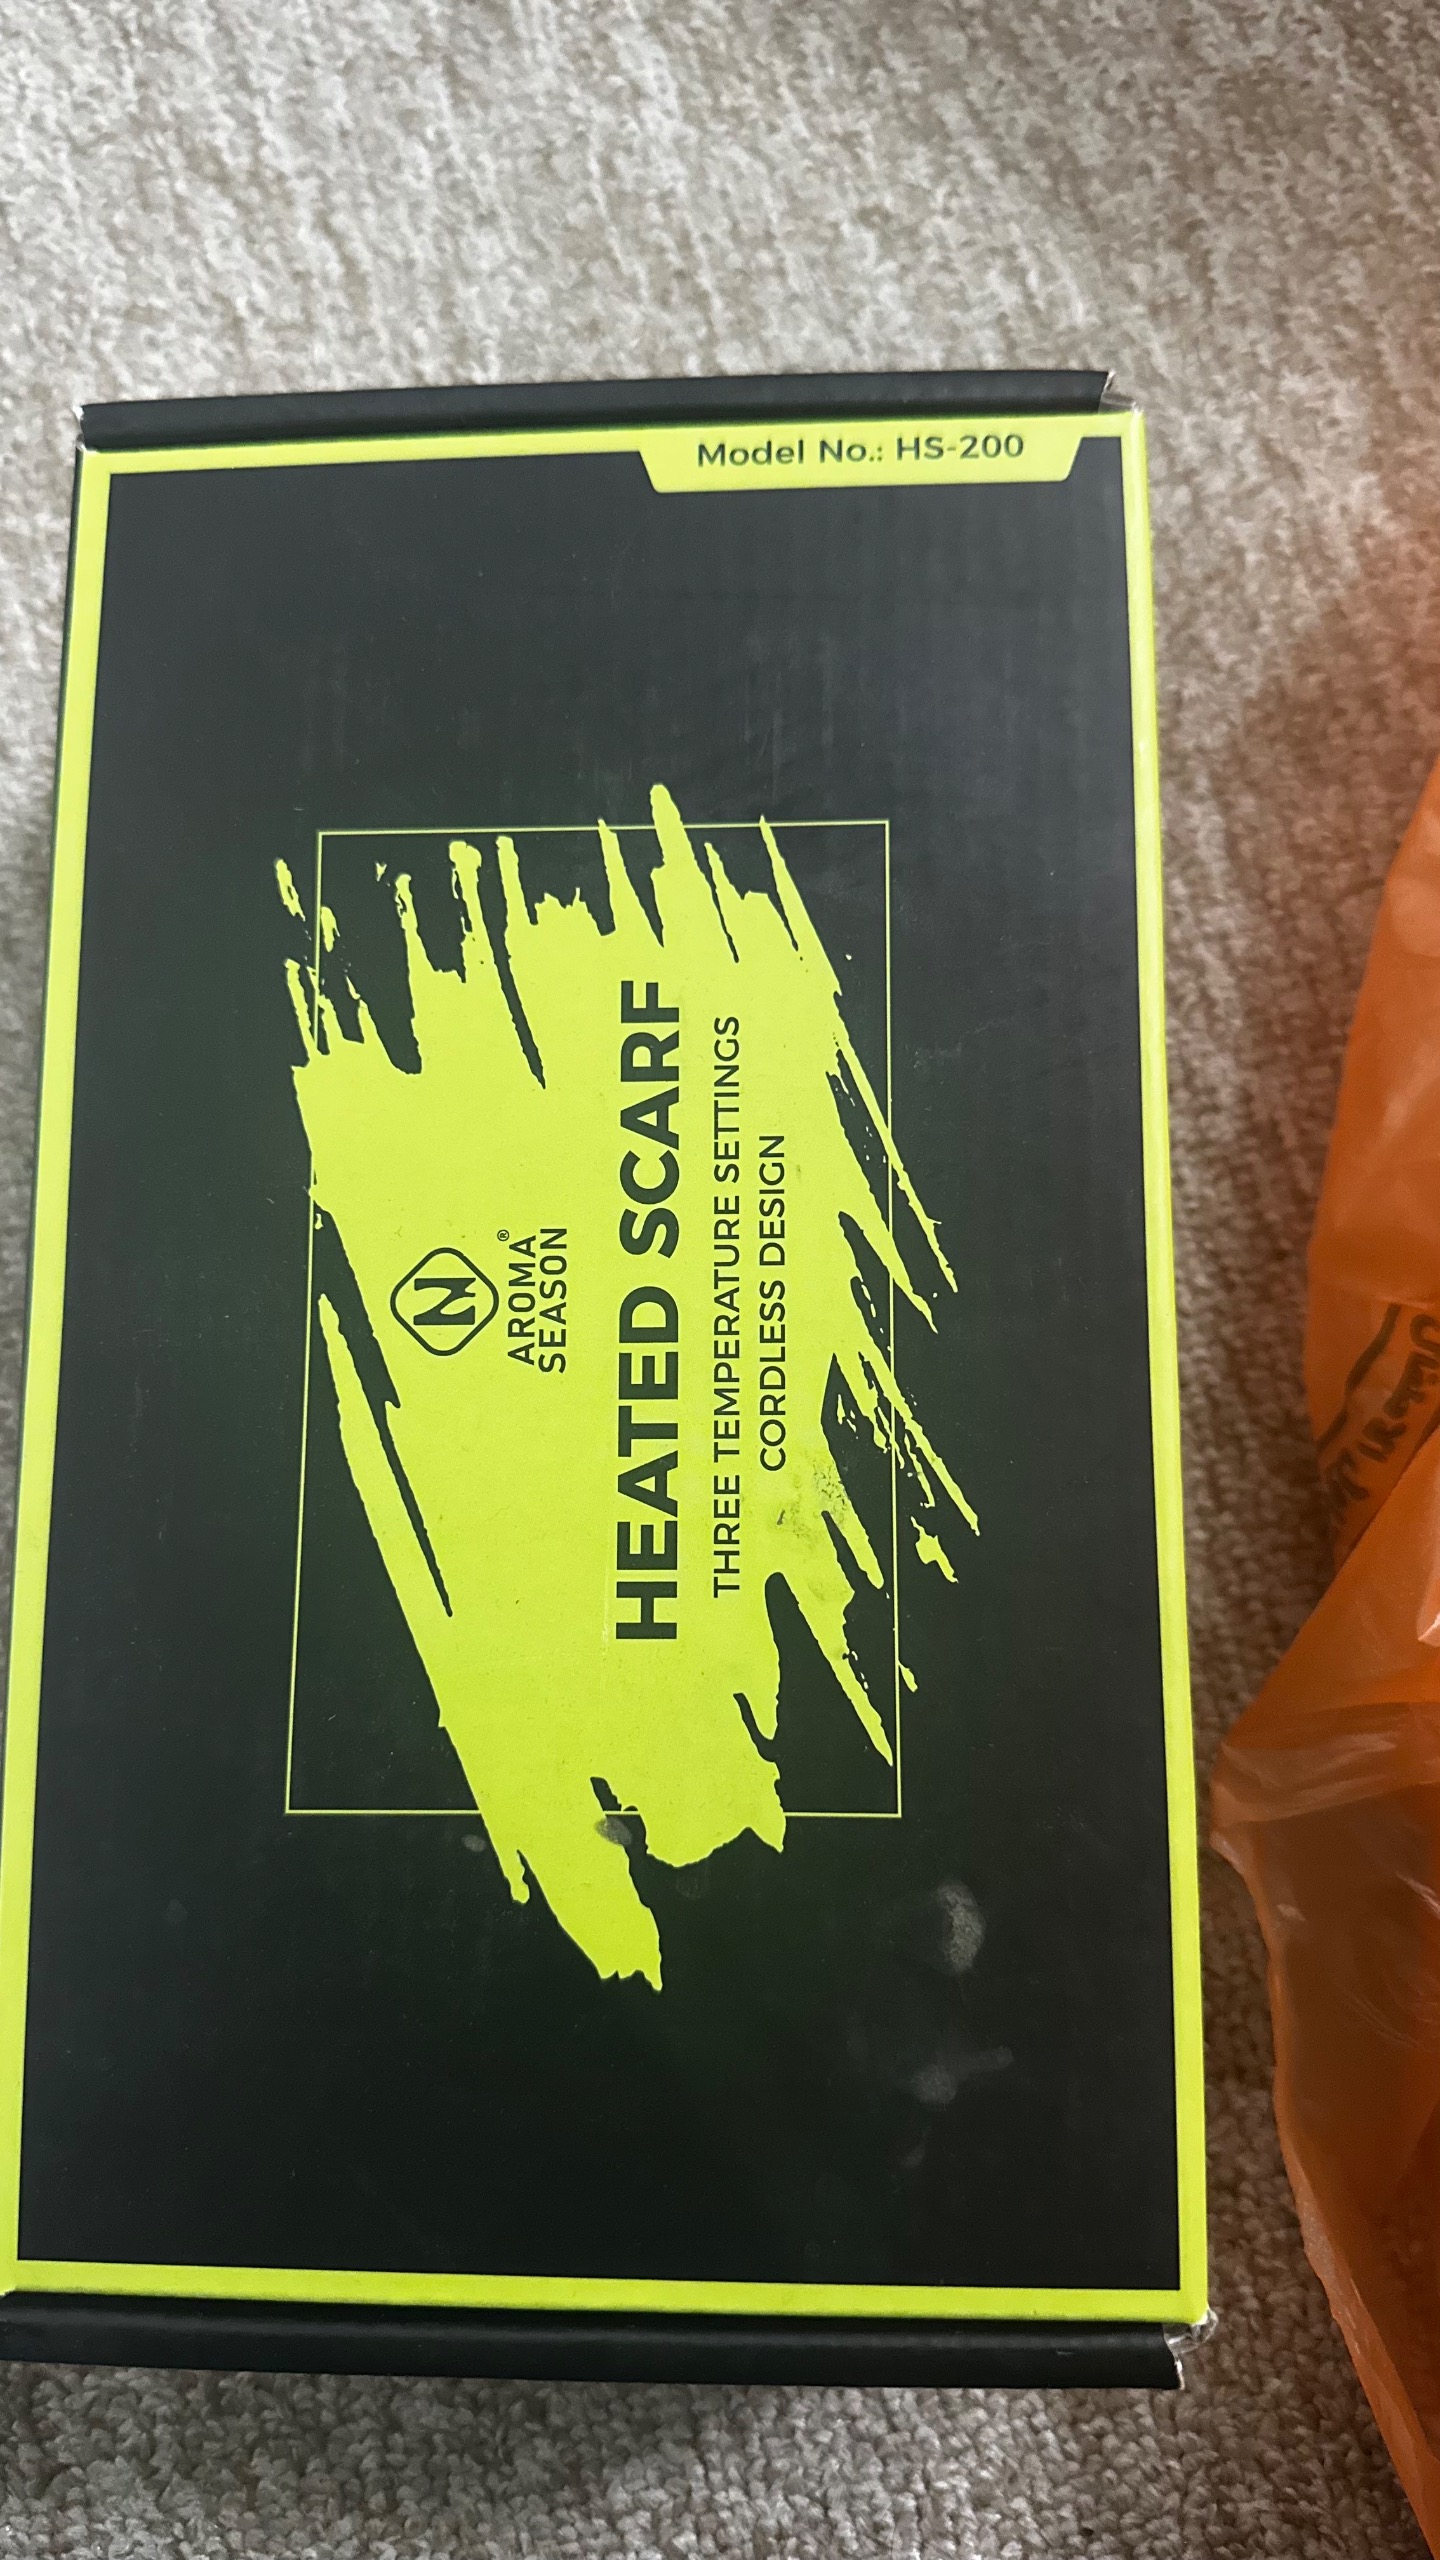 Model No.: HS-200
AROMA®
SEASON
HEATED SCARF
THREE TEMPERATURE SETTINGS
CORDLESS DESIGN